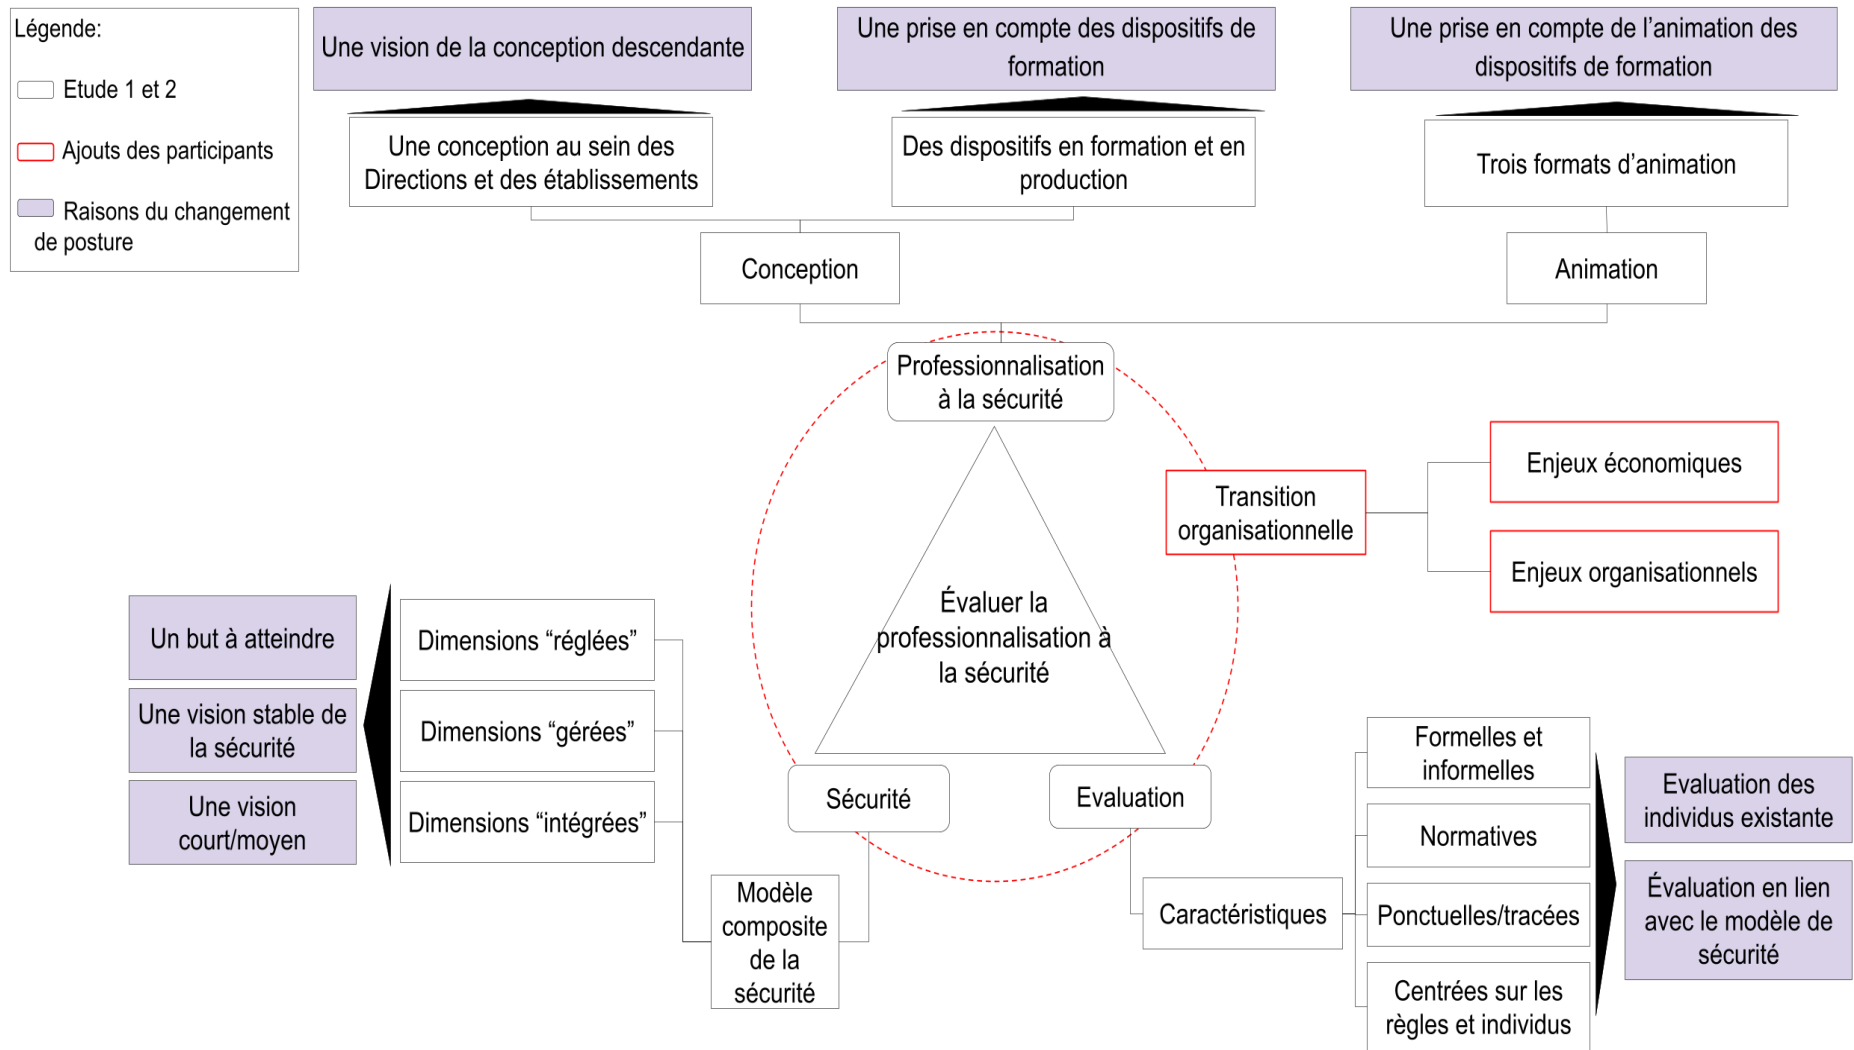 Légende:
Etude 1 et 2
Ajouts des participants
Raisons du changement
de posture
Une vision de la conception descendante
Une prise en compte des dispositifs de
formation
Une prise en compte de l’animation des
dispositifs de formation
Une conception au sein des
Directions et des établissements
Des dispositifs en formation et en
production
Trois formats d’animation
Conception
Animation
Professionnalisation
à la sécurité
Transition
organisationnelle
Enjeux économiques
Enjeux organisationnels
Évaluer la
professionnalisation à
la sécurité
Un but à atteindre
Une vision stable de
la sécurité
Une vision
court/moyen
Dimensions “réglées”
Dimensions “gérées”
Dimensions “intégrées”
Sécurité
Evaluation
Modèle
composite
de la
sécurité
Caractéristiques
Formelles et
informelles
Normatives
Ponctuelles/tracées
Centrées sur les
règles et individus
Evaluation des
individus existante
Évaluation en lien
avec le modèle de
sécurité